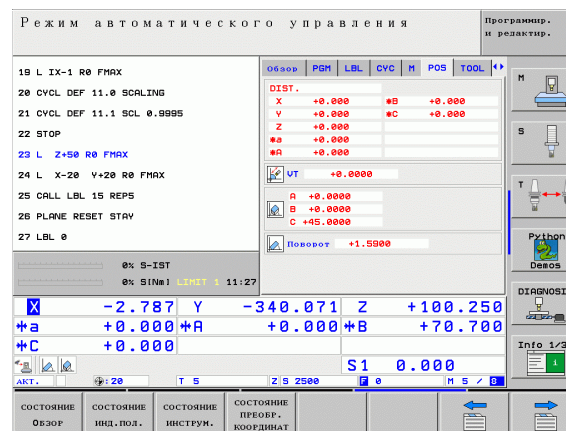 Режим автоматического управления
Программир.
и редактир.
19 L IX-1 R0 FMAX
20 CYCL DEF 11.0 SCALING
21 CYCL DEF 11.1 SCL 0.9995
22 STOP
23 L Z+50 R0 FMAX
24 L X-20 Y+20 R0 FMAX
25 CALL LBL 15 REP5
26 PLANE RESET STAY
27 LBL 0
0% S-IST
0% S[Nm] LIMIT 1 11:27
Обзор PGM LBL CYC M POS TOOL
DIST.
X +0.000 *B +0.000
Y +0.000 *C +0.000
Z +0.000
*a +0.000
*A +0.000
VT +0.0000
A +0.0000
B +0.0000
C +45.0000
Поворот +1.5900
M
S
T
Python
Demos
DIAGNOSI
Info 1/3
X -2.787 Y -340.071 Z +100.250
*a +0.000 *A +0.000 *B +70.700
*C +0.000
S1 0.000
АКТ. : 20 T 5 Z S 2500 F 0 M 5 / 8
СОСТОЯНИЕ
Обзор
СОСТОЯНИЕ
ИНД.ПОЛ.
СОСТОЯНИЕ
ИНСТРУМ.
СОСТОЯНИЕ
ПРЕОБР.
КООРДИНАТ